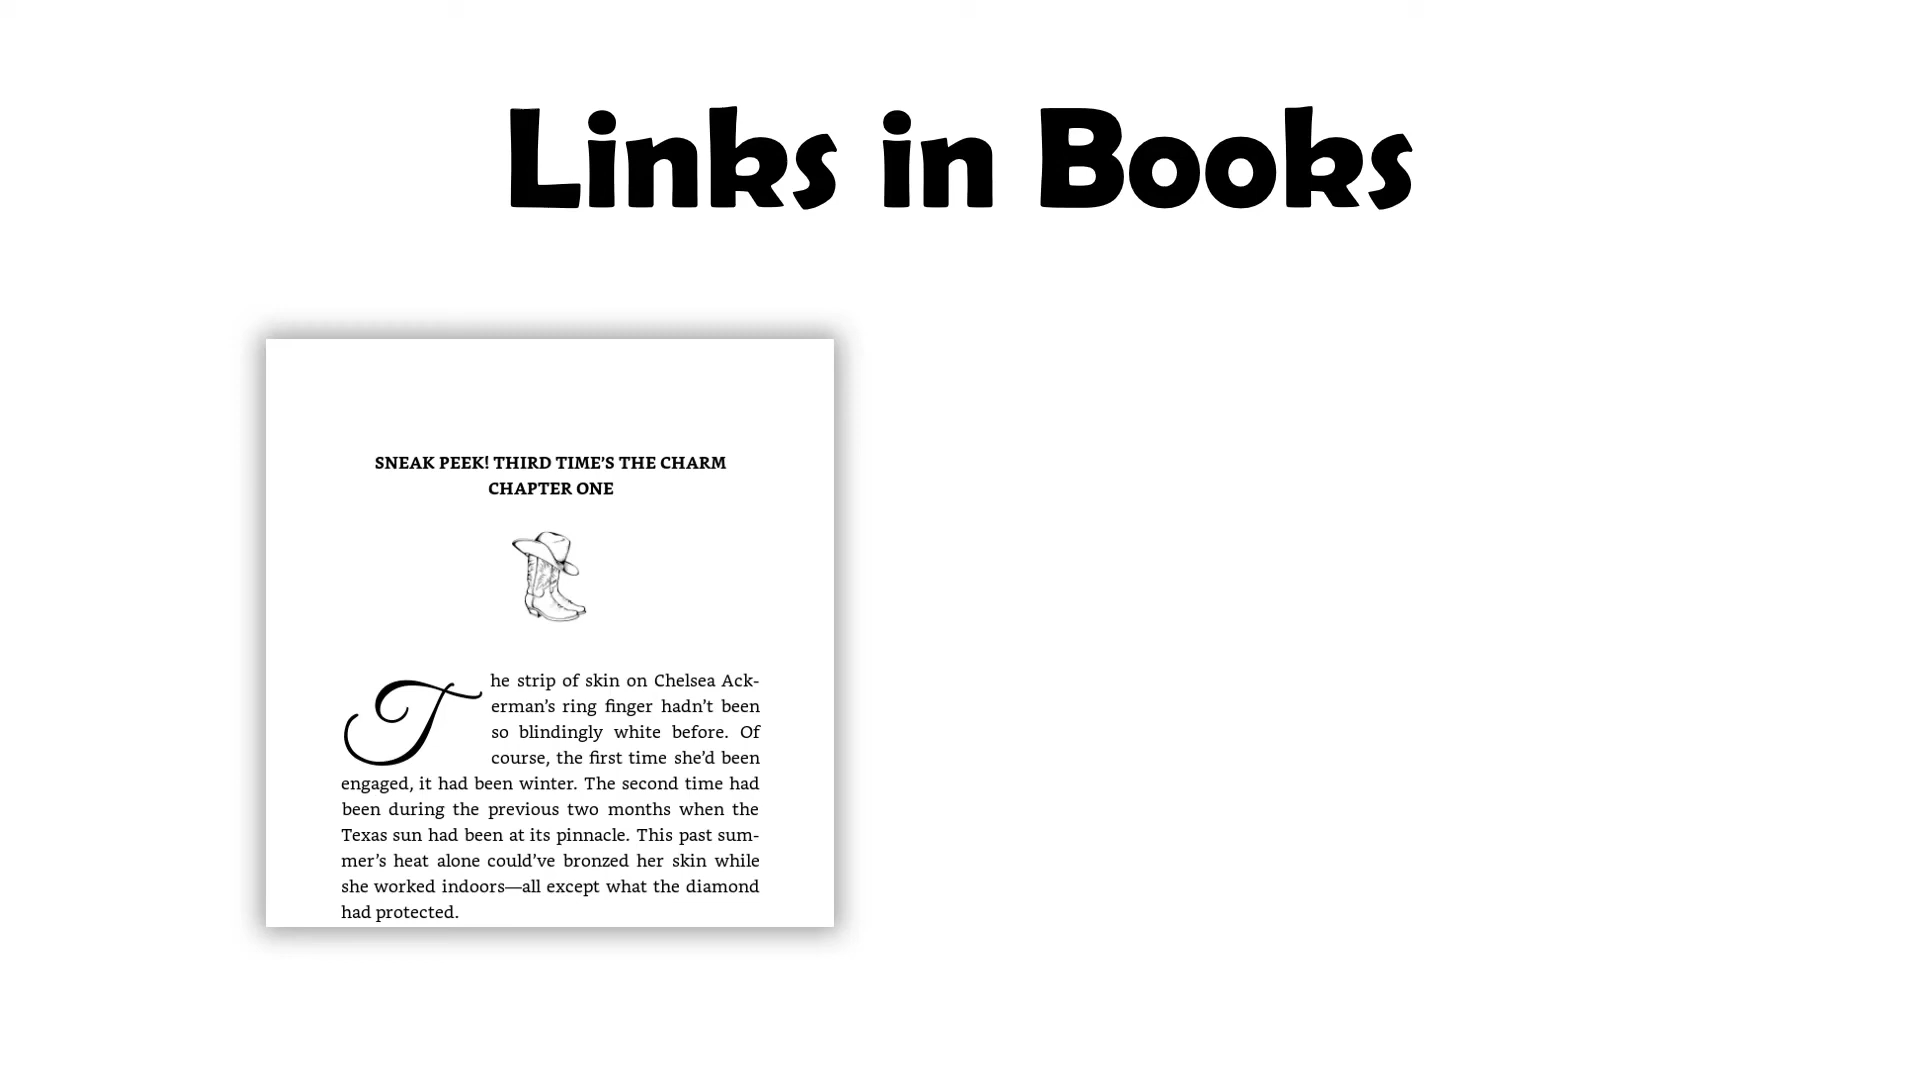 Links in Books
SNEAK PEEK! THIRD TIME’S THE CHARM
CHAPTER ONE
The strip of skin on Chelsea Ack-
erman’s ring finger hadn’t been
so blindingly white before. Of
course, the first time she’d been
engaged, it had been winter. The second time had
been during the previous two months when the
Texas sun had been at its pinnacle. This past sum-
mer’s heat alone could’ve bronzed her skin while
she worked indoors—all except what the diamond
had protected.